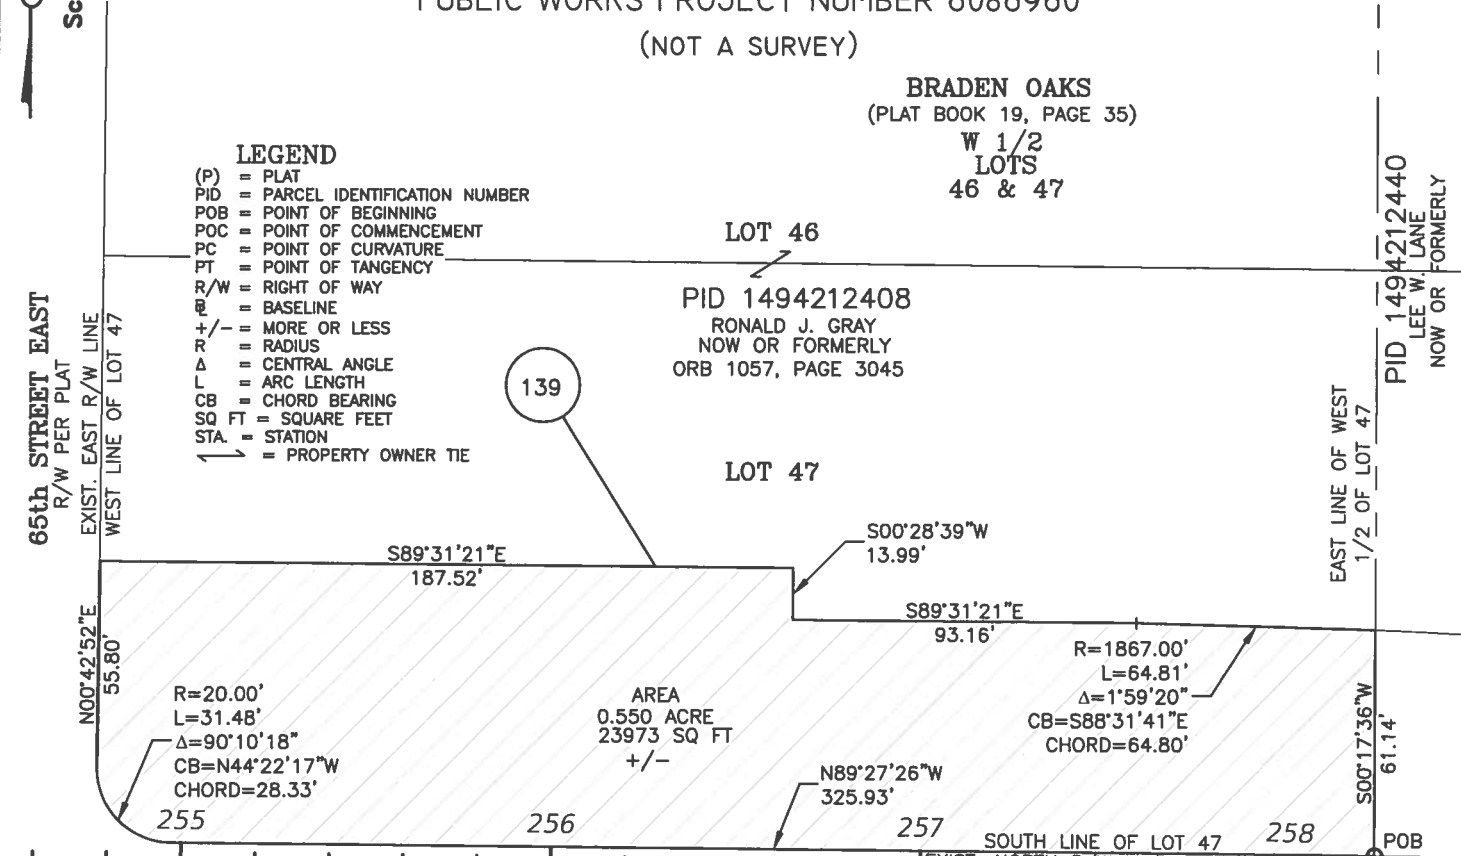 PUBLIC WORKS PROJECT NUMBER 6086960
(NOT A SURVEY)
BRADEN OAKS
(PLAT BOOK 19, PAGE 35)
W 1/2
LOTS
46 & 47
LEGEND
(P) = PLAT
PID = PARCEL IDENTIFICATION NUMBER
POB = POINT OF BEGINNING
POC = POINT OF COMMENCEMENT
PC = POINT OF CURVATURE
PT = POINT OF TANGENCY
R/W = RIGHT OF WAY
= BASELINE
+/- = MORE OR LESS
R = RADIUS
Δ = CENTRAL ANGLE
L = ARC LENGTH
CB = CHORD BEARING
SQ FT = SQUARE FEET
STA. = STATION
= PROPERTY OWNER TIE
LOT 46
PID 1494212408
RONALD J. GRAY
NOW OR FORMERLY
ORB 1057, PAGE 3045
139
LOT 47
65th STREET EAST
R/W PER PLAT
EXIST. EAST R/W LINE
WEST LINE OF LOT 47
PID 1494212440
LEE W. LANE
NOW OR FORMERLY
EAST LINE OF WEST
1/2 OF LOT 47
S89°31'21"E
187.52'
S00°28'39"W
13.99'
S89°31'21"E
93.16'
R=1867.00'
L=64.81'
Δ=1°59'20"
CB=S88°31'41"E
CHORD=64.80'
N00°42'52"E
55.80'
R=20.00'
L=31.48'
Δ=90°10'18"
CB=N44°22'17"W
CHORD=28.33'
AREA
0.550 ACRE
23973 SQ FT
+/-
N89°27'26"W
325.93'
S00°17'36"W
61.14'
255
256
257
258
SOUTH LINE OF LOT 47
POB